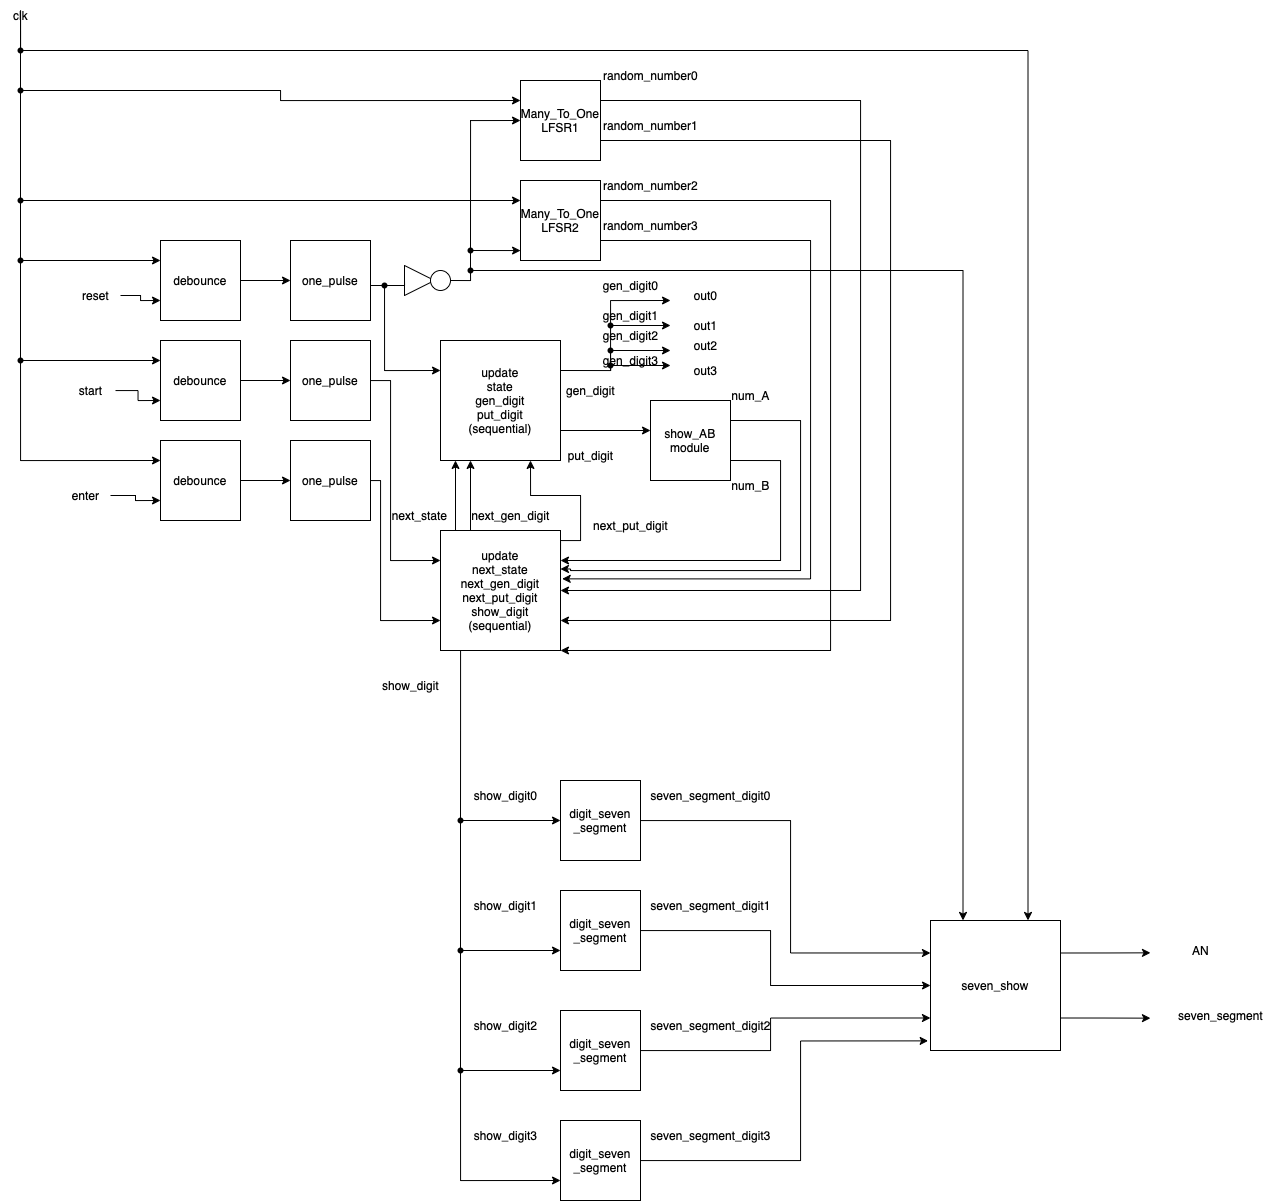 clk
random_number0
Many_To_One
LFSR1
random_number1
random_number2
Many_To_One
LFSR2
random_number3
debounce
one_pulse
reset
gen_digit0
out0
gen_digit1
out1
gen_digit2
out2
gen_digit3
out3
debounce
one_pulse
start
update
state
gen_digit
put_digit
(sequential)
gen_digit
num_A
show_AB
module
put_digit
num_B
debounce
one_pulse
enter
next_state
next_gen_digit
next_put_digit
update
next_state
next_gen_digit
next_put_digit
show_digit
(sequential)
show_digit
show_digit0
digit_seven
_segment
seven_segment_digit0
show_digit1
digit_seven
_segment
seven_segment_digit1
AN
seven_show
seven_segment
show_digit2
digit_seven
_segment
seven_segment_digit2
show_digit3
digit_seven
_segment
seven_segment_digit3